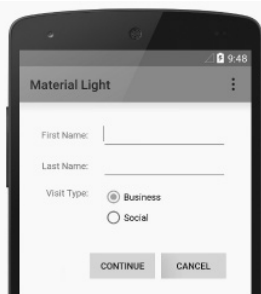 9:48
Material Light
First Name:
Last Name:
Visit Type: Business
Social
CONTINUE CANCEL